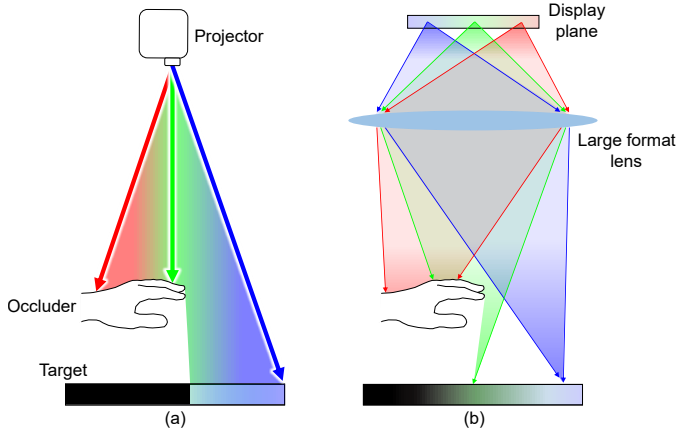 Projector
Occluder
Target
(a)
Display
plane
Large format
lens
(b)